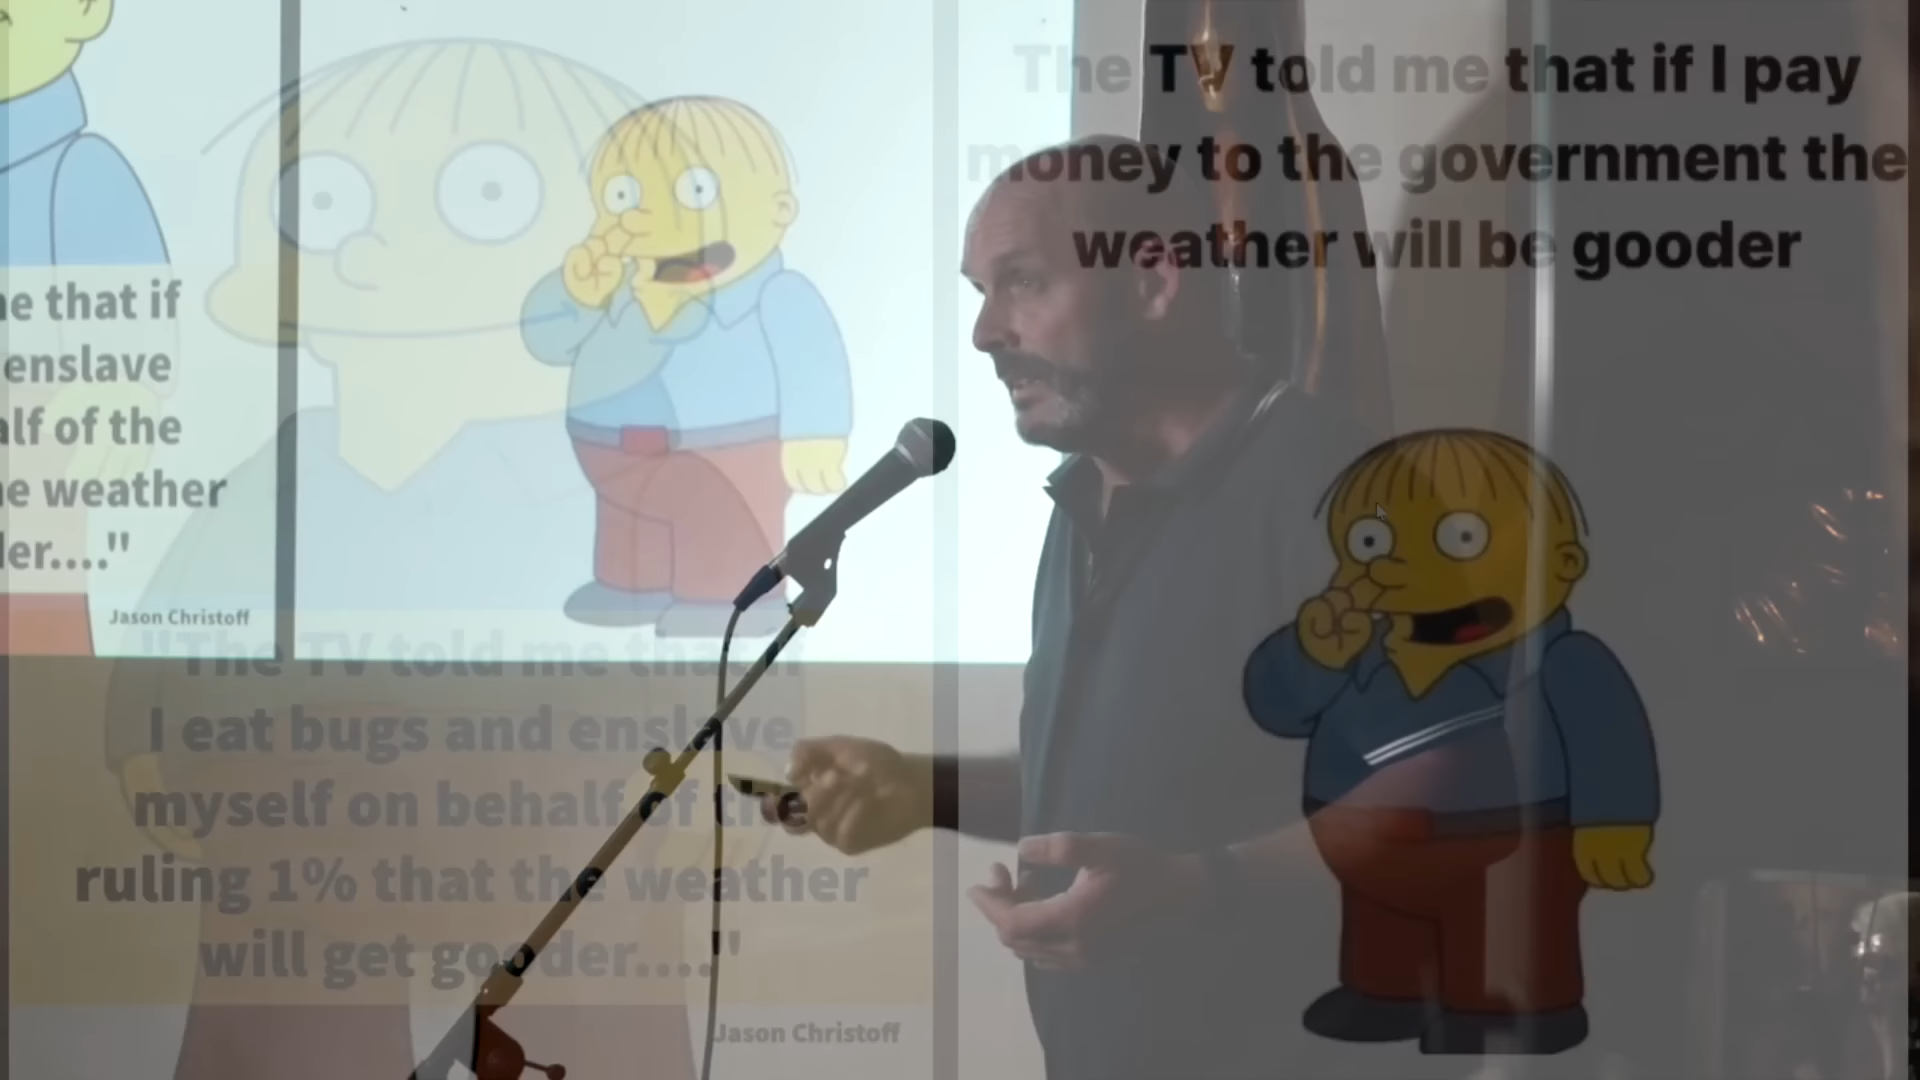 The TV told me that if I pay
money to the government the
weather will be gooder
e that if
enslave
alf of the
e weather
er...."
Jason Christoff
"The TV told me that if
I eat bugs and enslave
myself on behalf of the
ruling 1% that the weather
will get gooder...."
Jason Christoff